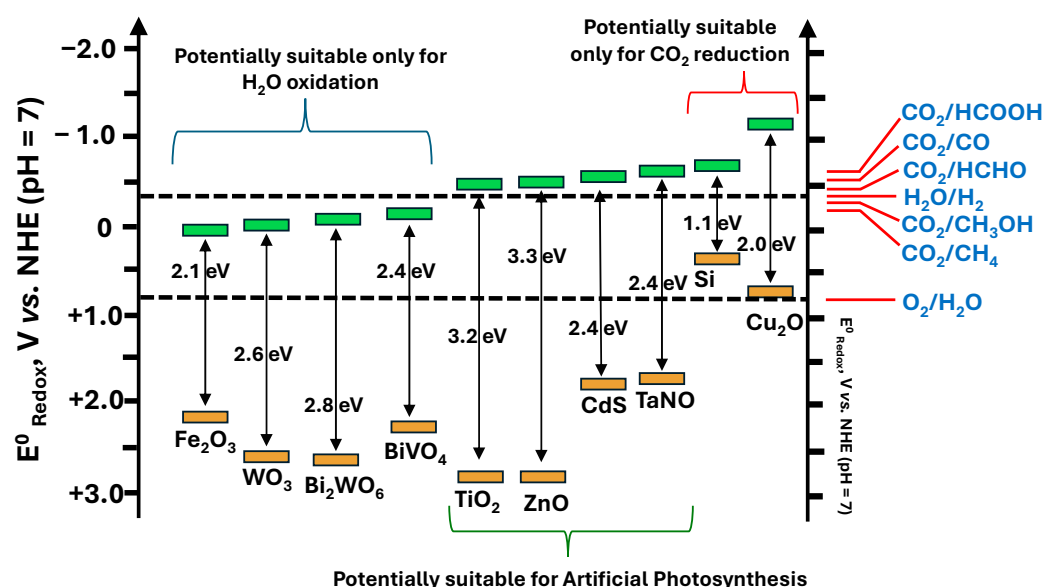 Potentially suitable only for
H₂O oxidation
Potentially suitable
only for CO₂ reduction
E⁰ Redox, V vs. NHE (pH = 7)
−2.0
−1.0
0
+1.0
+2.0
+3.0
2.1 eV
2.6 eV
2.8 eV
2.4 eV
3.2 eV
3.3 eV
2.4 eV
2.4 eV
1.1 eV
2.0 eV
Fe₂O₃
WO₃
Bi₂WO₆
BiVO₄
TiO₂
ZnO
CdS
TaNO
Si
Cu₂O
CO₂/HCOOH
CO₂/CO
CO₂/HCHO
H₂O/H₂
CO₂/CH₃OH
CO₂/CH₄
O₂/H₂O
E⁰ Redox, V vs. NHE (pH = 7)
Potentially suitable for Artificial Photosynthesis